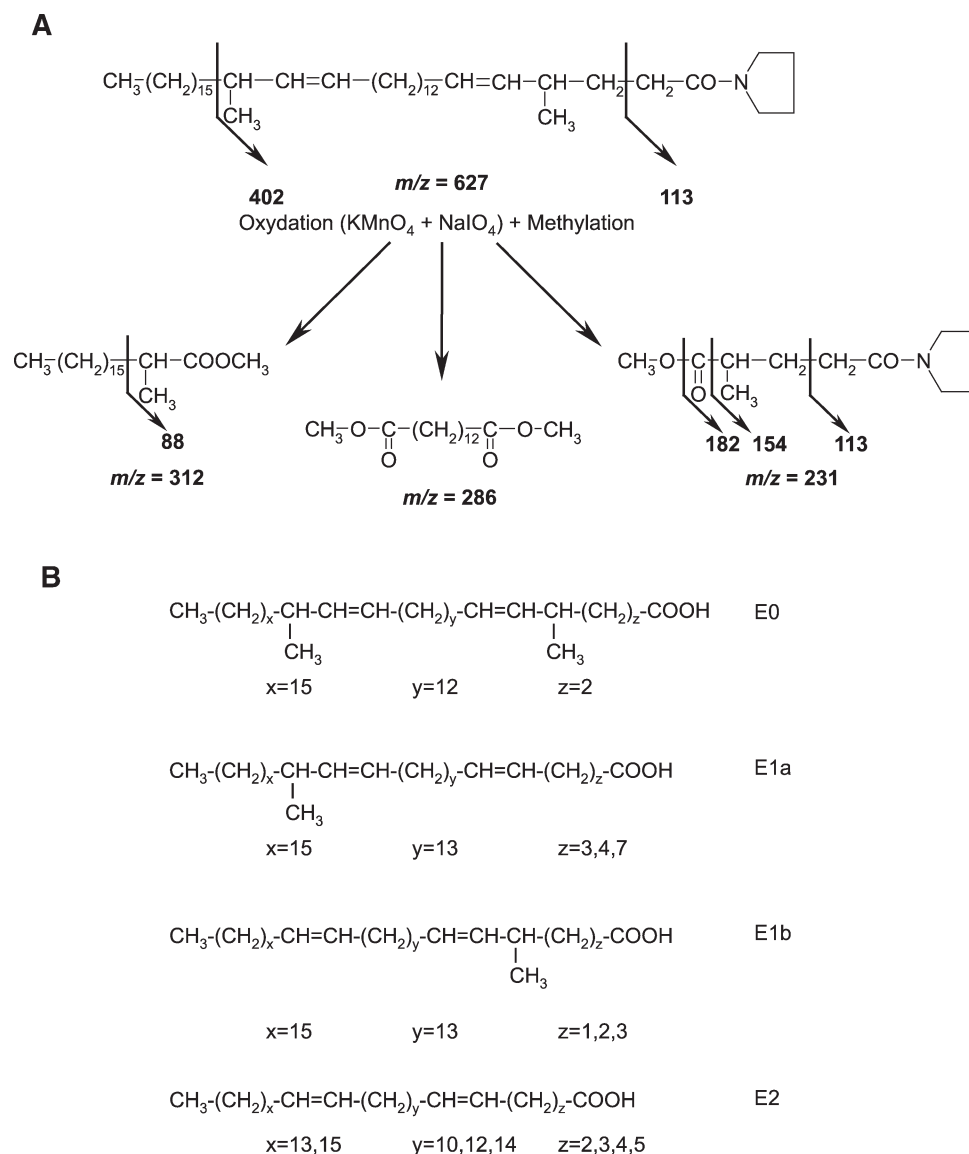 A
CH3-(CH2)15-CH-CH=CH-(CH2)12-CH=CH-CH-CH2-CH2-CO-N
CH3 CH3
402 m/z = 627 113
Oxydation (KMnO4 + NaIO4) + Methylation
CH3-(CH2)15-CH-COOCH3 CH3-O-C-CH-CH2-CH2-CO-N
CH3 O CH3
88 CH3-O-C-(CH2)12-C-O-CH3 182 154 113
O O
m/z = 312 m/z = 286 m/z = 231
B
CH3-(CH2)x-CH-CH=CH-(CH2)y-CH=CH-CH-(CH2)z-COOH E0
CH3 CH3
x=15 y=12 z=2
CH3-(CH2)x-CH-CH=CH-(CH2)y-CH=CH-(CH2)z-COOH E1a
CH3
x=15 y=13 z=3,4,7
CH3-(CH2)x-CH=CH-(CH2)y-CH=CH-CH-(CH2)z-COOH E1b
CH3
x=15 y=13 z=1,2,3
CH3-(CH2)x-CH=CH-(CH2)y-CH=CH-(CH2)z-COOH E2
x=13,15 y=10,12,14 z=2,3,4,5